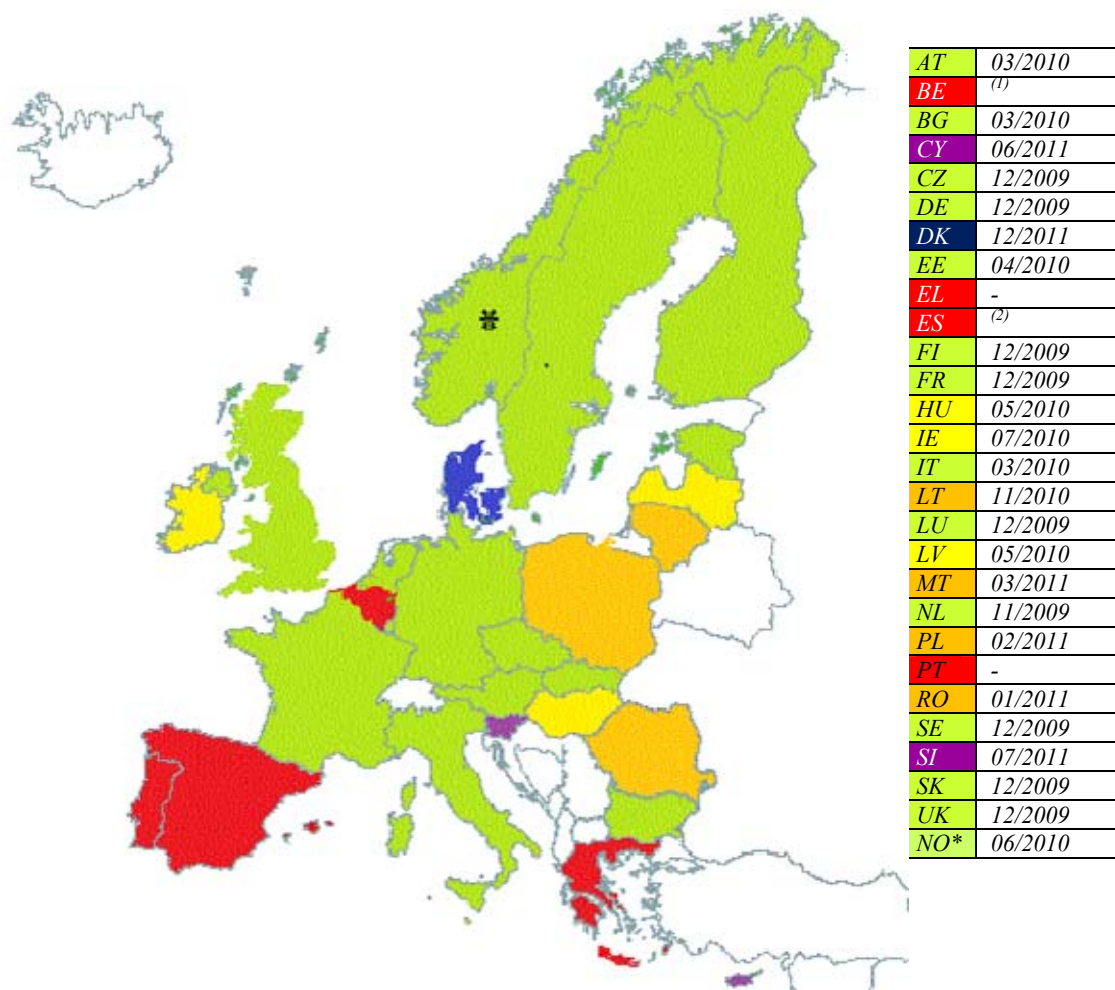 AT 03/2010
BE (1)
BG 03/2010
CY 06/2011
CZ 12/2009
DE 12/2009
DK 12/2011
EE 04/2010
EL -
ES (2)
FI 12/2009
FR 12/2009
HU 05/2010
IE 07/2010
IT 03/2010
LT 11/2010
LU 12/2009
LV 05/2010
MT 03/2011
NL 11/2009
PL 02/2011
PT -
RO 01/2011
SE 12/2009
SI 07/2011
SK 12/2009
UK 12/2009
NO* 06/2010